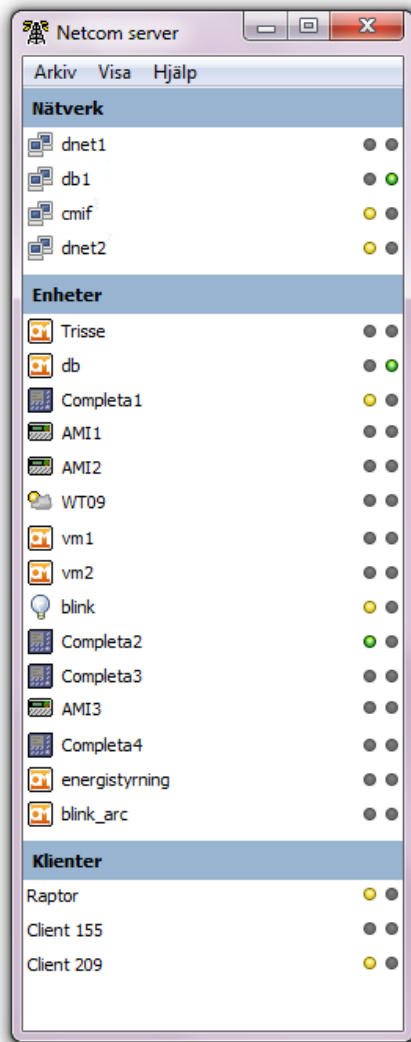 Netcom server
Arkiv Visa Hjälp
Nätverk
dnet1
db1
cmif
dnet2
Enheter
Trisse
db
Completa1
AMI1
AMI2
WT09
vm1
vm2
blink
Completa2
Completa3
AMI3
Completa4
energistyrning
blink_arc
Klienter
Raptor
Client 155
Client 209